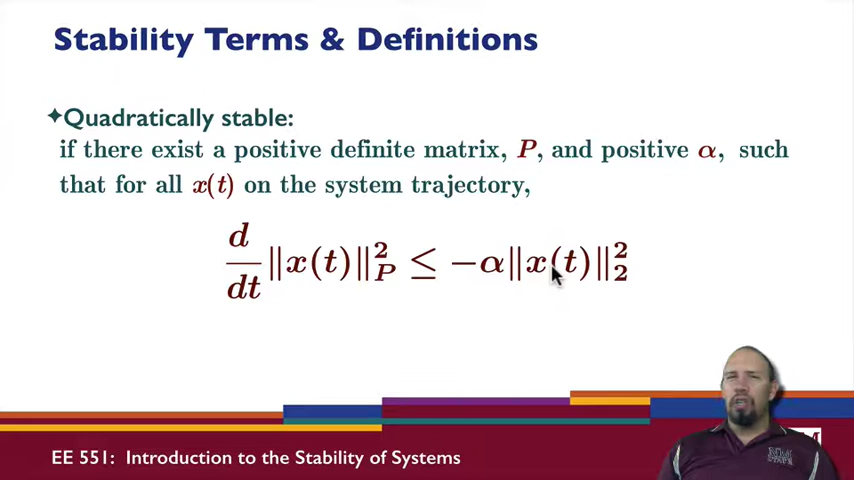 Stability Terms & Definitions
✦Quadratically stable:
if there exist a positive definite matrix, P, and positive α, such
that for all x(t) on the system trajectory,
d/dt ‖x(t)‖²_P ≤ −α‖x(t)‖²_2
EE 551: Introduction to the Stability of Systems